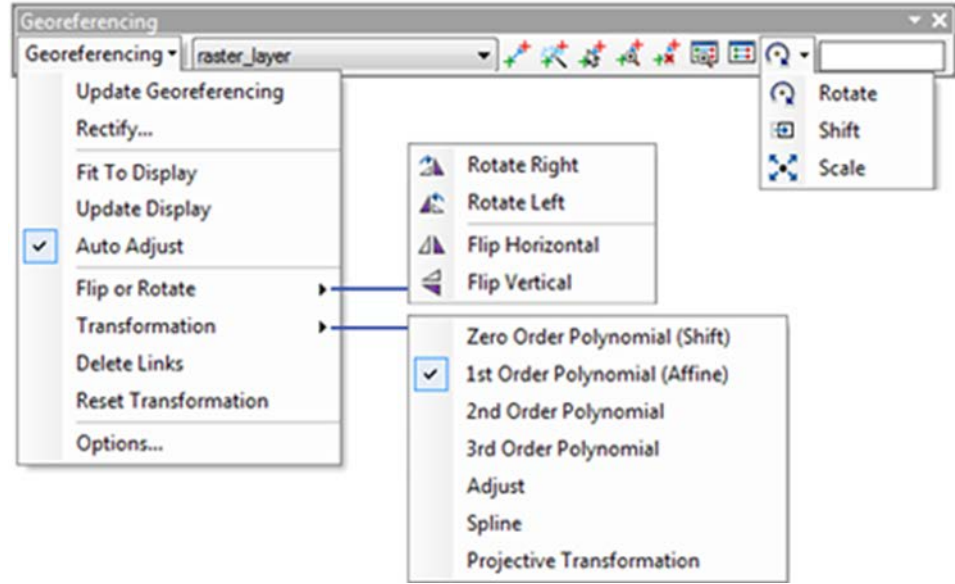 Georeferencing
Georeferencing raster_layer
Update Georeferencing
Rectify...
Fit To Display
Update Display
Auto Adjust
Flip or Rotate
Transformation
Delete Links
Reset Transformation
Options...
Rotate Right
Rotate Left
Flip Horizontal
Flip Vertical
Zero Order Polynomial (Shift)
1st Order Polynomial (Affine)
2nd Order Polynomial
3rd Order Polynomial
Adjust
Spline
Projective Transformation
Rotate
Shift
Scale